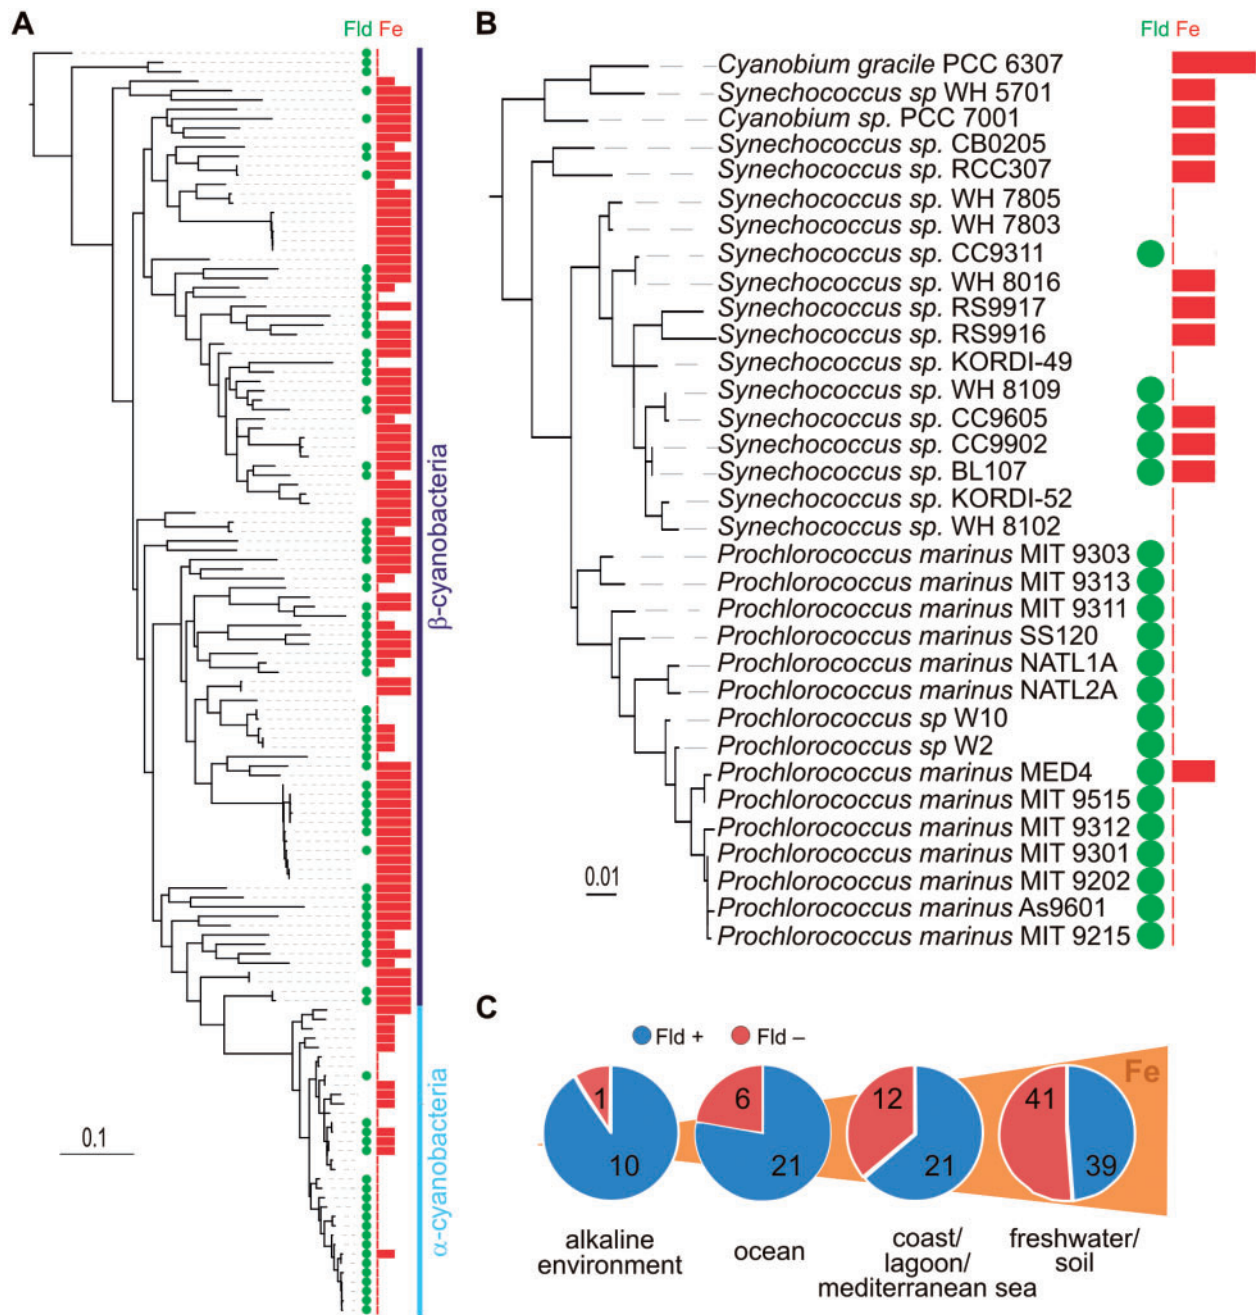 A
Fld Fe
β-cyanobacteria
α-cyanobacteria
0.1
B
Fld Fe
Cyanobium gracile PCC 6307
Synechococcus sp WH 5701
Cyanobium sp. PCC 7001
Synechococcus sp. CB0205
Synechococcus sp. RCC307
Synechococcus sp. WH 7805
Synechococcus sp. WH 7803
Synechococcus sp. CC9311
Synechococcus sp. WH 8016
Synechococcus sp. RS9917
Synechococcus sp. RS9916
Synechococcus sp. KORDI-49
Synechococcus sp. WH 8109
Synechococcus sp. CC9605
Synechococcus sp. CC9902
Synechococcus sp. BL107
Synechococcus sp. KORDI-52
Synechococcus sp. WH 8102
Prochlorococcus marinus MIT 9303
Prochlorococcus marinus MIT 9313
Prochlorococcus marinus MIT 9311
Prochlorococcus marinus SS120
Prochlorococcus marinus NATL1A
Prochlorococcus marinus NATL2A
Prochlorococcus sp W10
Prochlorococcus sp W2
Prochlorococcus marinus MED4
Prochlorococcus marinus MIT 9515
Prochlorococcus marinus MIT 9312
Prochlorococcus marinus MIT 9301
Prochlorococcus marinus MIT 9202
Prochlorococcus marinus As9601
Prochlorococcus marinus MIT 9215
0.01
C
Fld + Fld –
Fe
1 6 12 41
10 21 21 39
alkaline
environment
ocean
coast/
lagoon/
mediterranean sea
freshwater/
soil